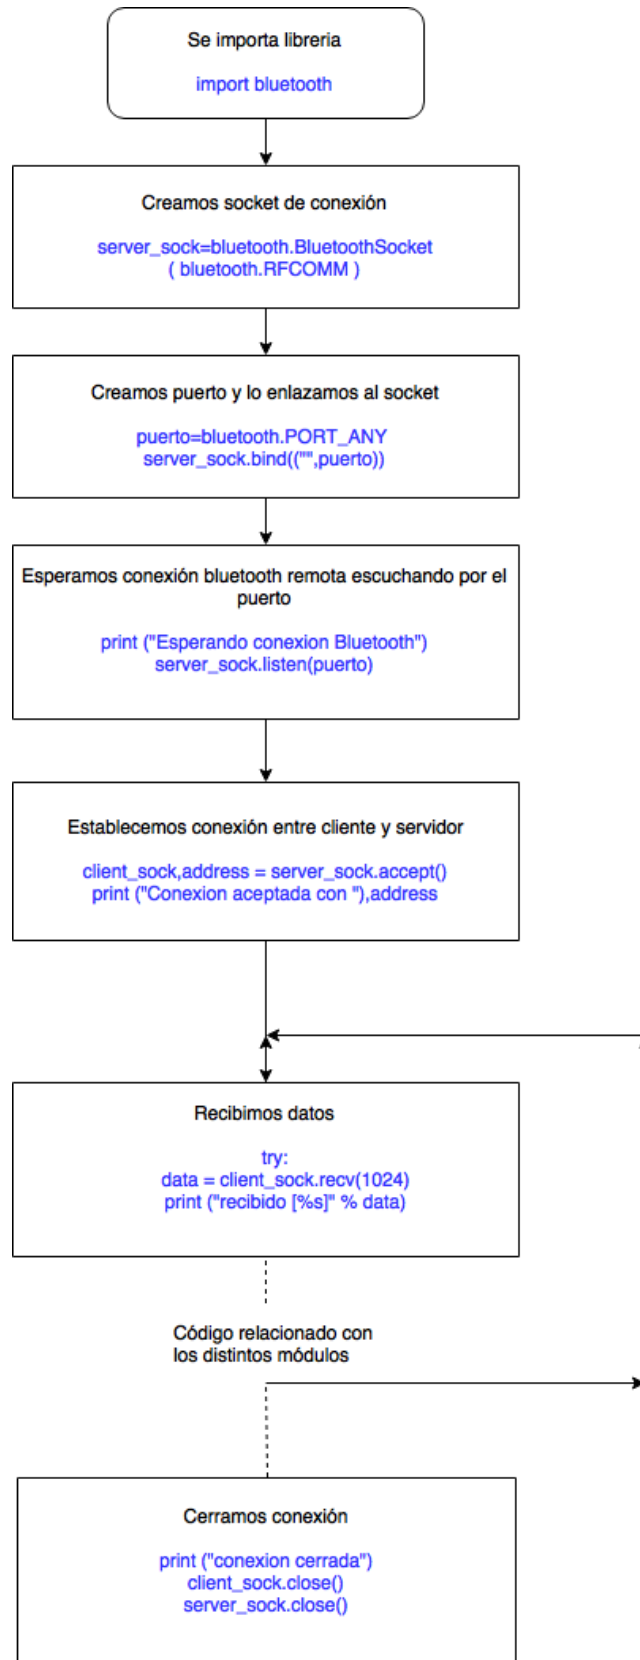 Se importa libreria
import bluetooth
Creamos socket de conexión
server_sock=bluetooth.BluetoothSocket
( bluetooth.RFCOMM )
Creamos puerto y lo enlazamos al socket
puerto=bluetooth.PORT_ANY
server_sock.bind(("",puerto))
Esperamos conexión bluetooth remota escuchando por el
puerto
print ("Esperando conexion Bluetooth")
server_sock.listen(puerto)
Establecemos conexión entre cliente y servidor
client_sock,address = server_sock.accept()
print ("Conexion aceptada con "),address
Recibimos datos
try:
data = client_sock.recv(1024)
print ("recibido [%s]" % data)
Código relacionado con
los distintos módulos
Cerramos conexión
print ("conexion cerrada")
client_sock.close()
server_sock.close()